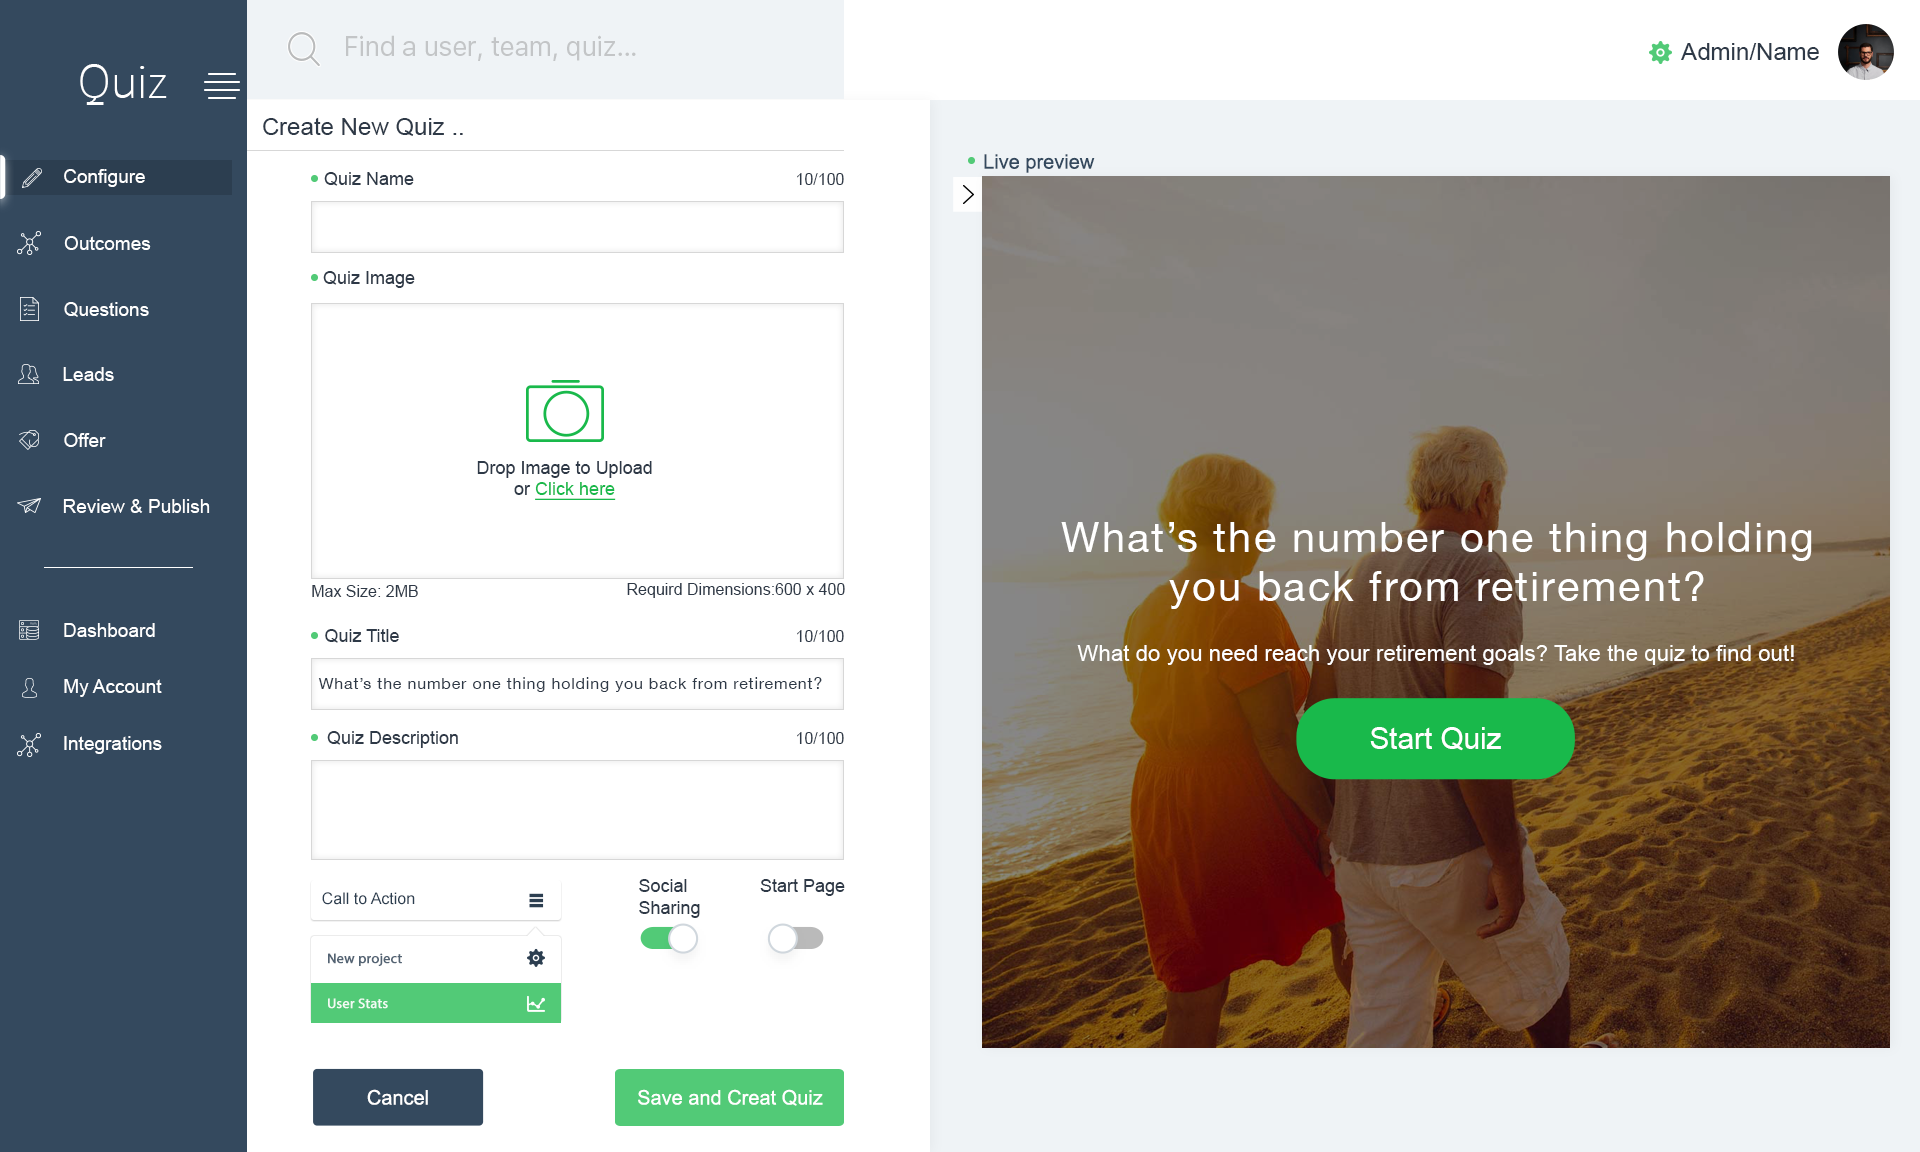 Quiz
Find a user, team, quiz...
Admin/Name
Configure
Outcomes
Questions
Leads
Offer
Review & Publish
Dashboard
My Account
Integrations
Create New Quiz ..
Quiz Name 10/100
Quiz Image
Drop Image to Upload
or Click here
Max Size: 2MB Requird Dimensions:600 x 400
Quiz Title 10/100
What's the number one thing holding you back from retirement?
Quiz Description 10/100
Call to Action
New project
User Stats
Social
Sharing
Start Page
Cancel
Save and Creat Quiz
Live preview
What's the number one thing holding
you back from retirement?
What do you need reach your retirement goals? Take the quiz to find out!
Start Quiz